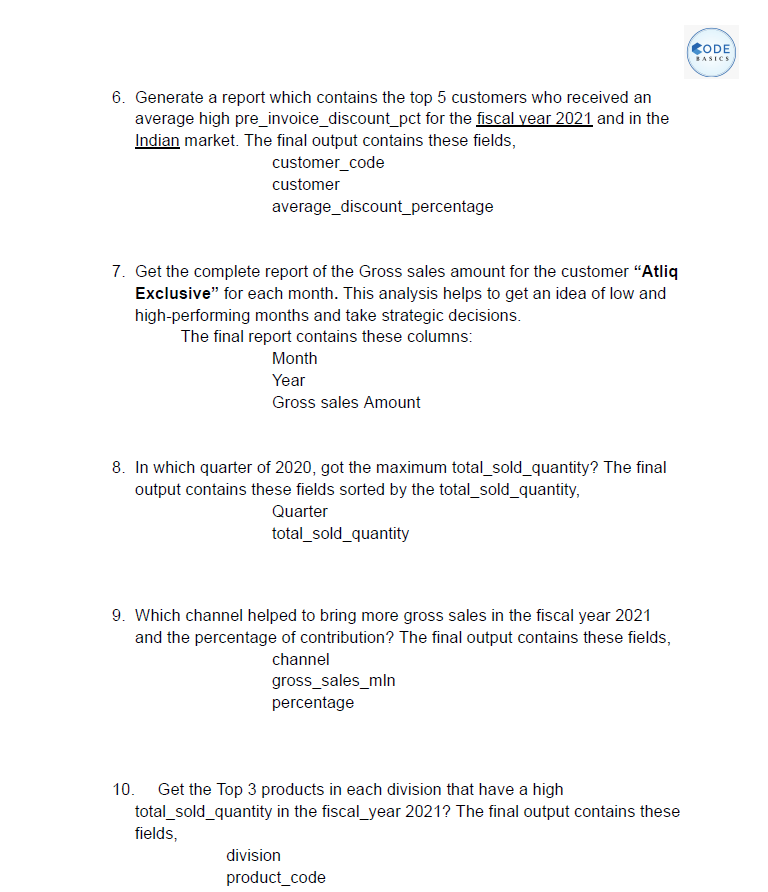 CODE
BASICS
6. Generate a report which contains the top 5 customers who received an
average high pre_invoice_discount_pct for the fiscal year 2021 and in the
Indian market. The final output contains these fields,
customer_code
customer
average_discount_percentage
7. Get the complete report of the Gross sales amount for the customer “Atliq
Exclusive” for each month. This analysis helps to get an idea of low and
high-performing months and take strategic decisions.
The final report contains these columns:
Month
Year
Gross sales Amount
8. In which quarter of 2020, got the maximum total_sold_quantity? The final
output contains these fields sorted by the total_sold_quantity,
Quarter
total_sold_quantity
9. Which channel helped to bring more gross sales in the fiscal year 2021
and the percentage of contribution? The final output contains these fields,
channel
gross_sales_mln
percentage
10. Get the Top 3 products in each division that have a high
total_sold_quantity in the fiscal_year 2021? The final output contains these
fields,
division
product_code